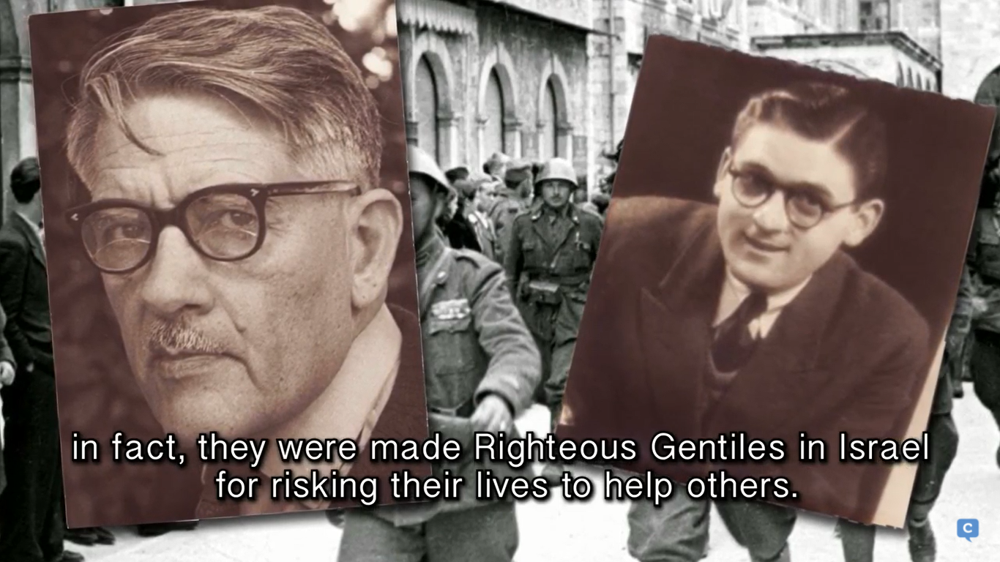 in fact, they were made Righteous Gentiles in Israel
for risking their lives to help others.
C